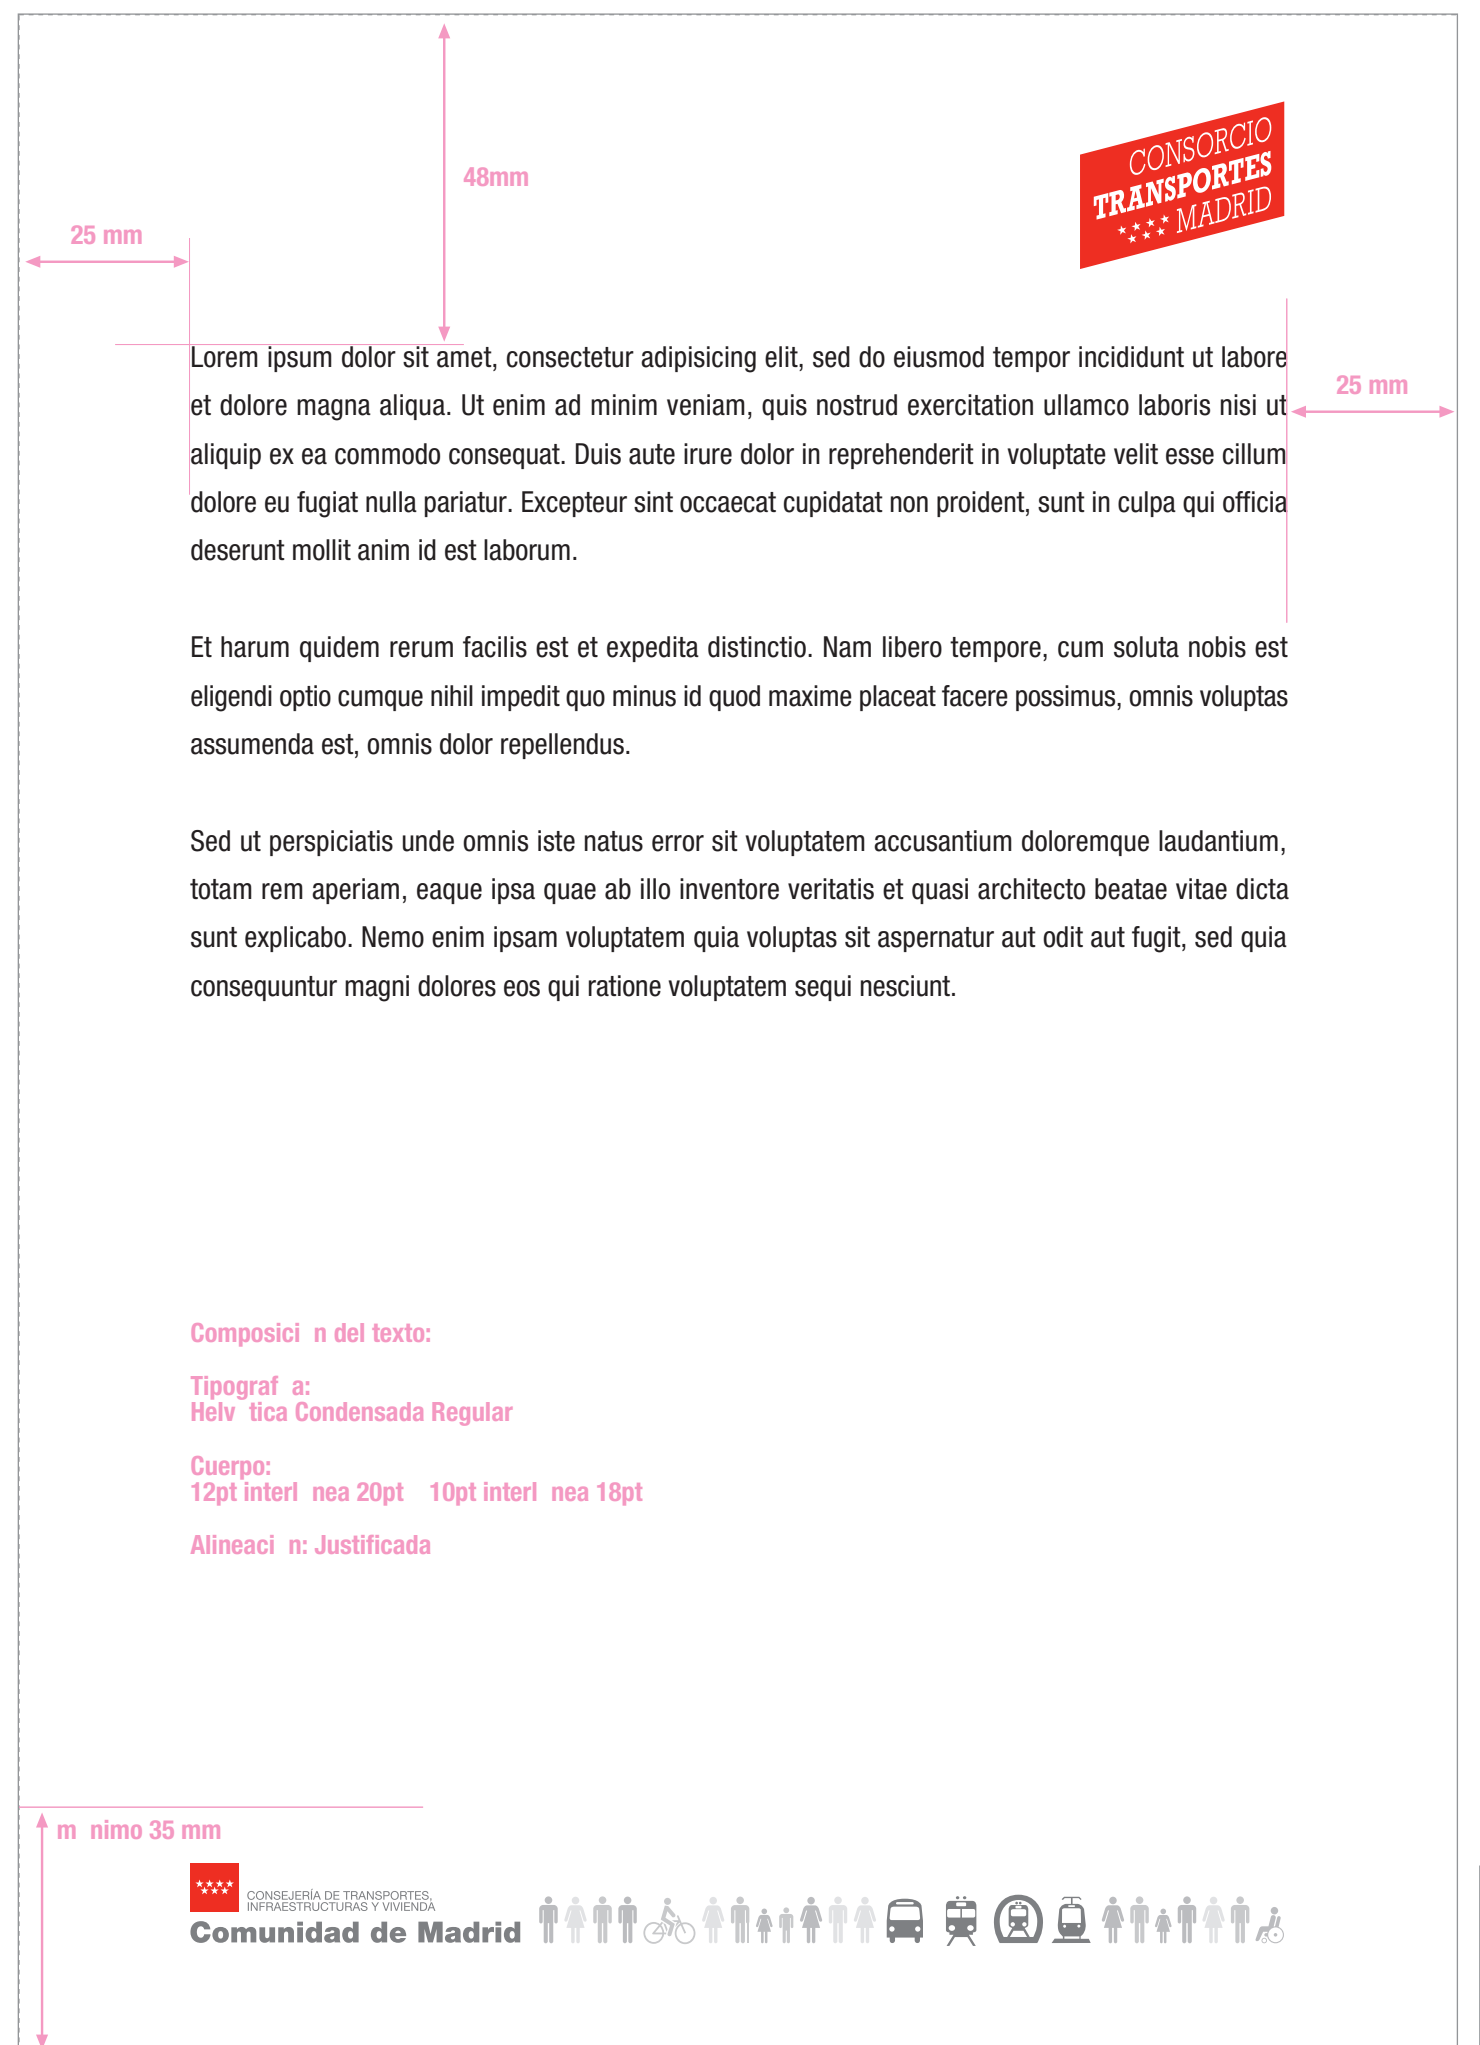 48mm
CONSORCIO
TRANSPORTES
MADRID
25 mm
Lorem ipsum dolor sit amet, consectetur adipisicing elit, sed do eiusmod tempor incididunt ut labore
25 mm
et dolore magna aliqua. Ut enim ad minim veniam, quis nostrud exercitation ullamco laboris nisi ut
aliquip ex ea commodo consequat. Duis aute irure dolor in reprehenderit in voluptate velit esse cillum
dolore eu fugiat nulla pariatur. Excepteur sint occaecat cupidatat non proident, sunt in culpa qui officia
deserunt mollit anim id est laborum.
Et harum quidem rerum facilis est et expedita distinctio. Nam libero tempore, cum soluta nobis est
eligendi optio cumque nihil impedit quo minus id quod maxime placeat facere possimus, omnis voluptas
assumenda est, omnis dolor repellendus.
Sed ut perspiciatis unde omnis iste natus error sit voluptatem accusantium doloremque laudantium,
totam rem aperiam, eaque ipsa quae ab illo inventore veritatis et quasi architecto beatae vitae dicta
sunt explicabo. Nemo enim ipsam voluptatem quia voluptas sit aspernatur aut odit aut fugit, sed quia
consequuntur magni dolores eos qui ratione voluptatem sequi nesciunt.
Composici n del texto:
Tipograf a:
Helv tica Condensada Regular
Cuerpo:
12pt interl nea 20pt 10pt interl nea 18pt
Alineaci n: Justificada
m nimo 35 mm
CONSEJERÍA DE TRANSPORTES,
INFRAESTRUCTURAS Y VIVIENDA
Comunidad de Madrid